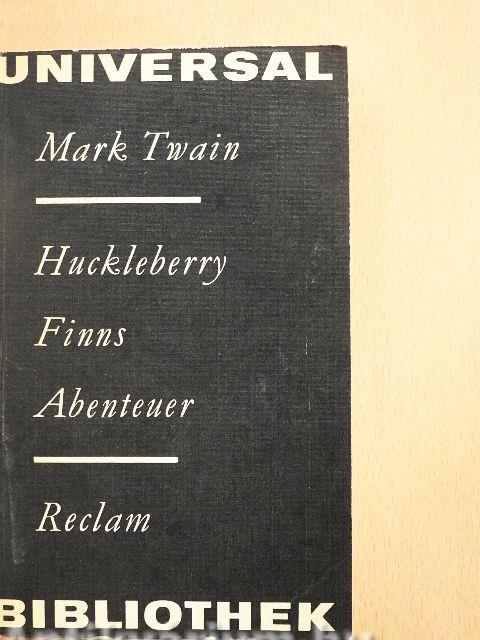 UNIVERSAL
Mark Twain
Huckleberry
Finns
Abenteuer
Reclam
BIBLIOTHEK